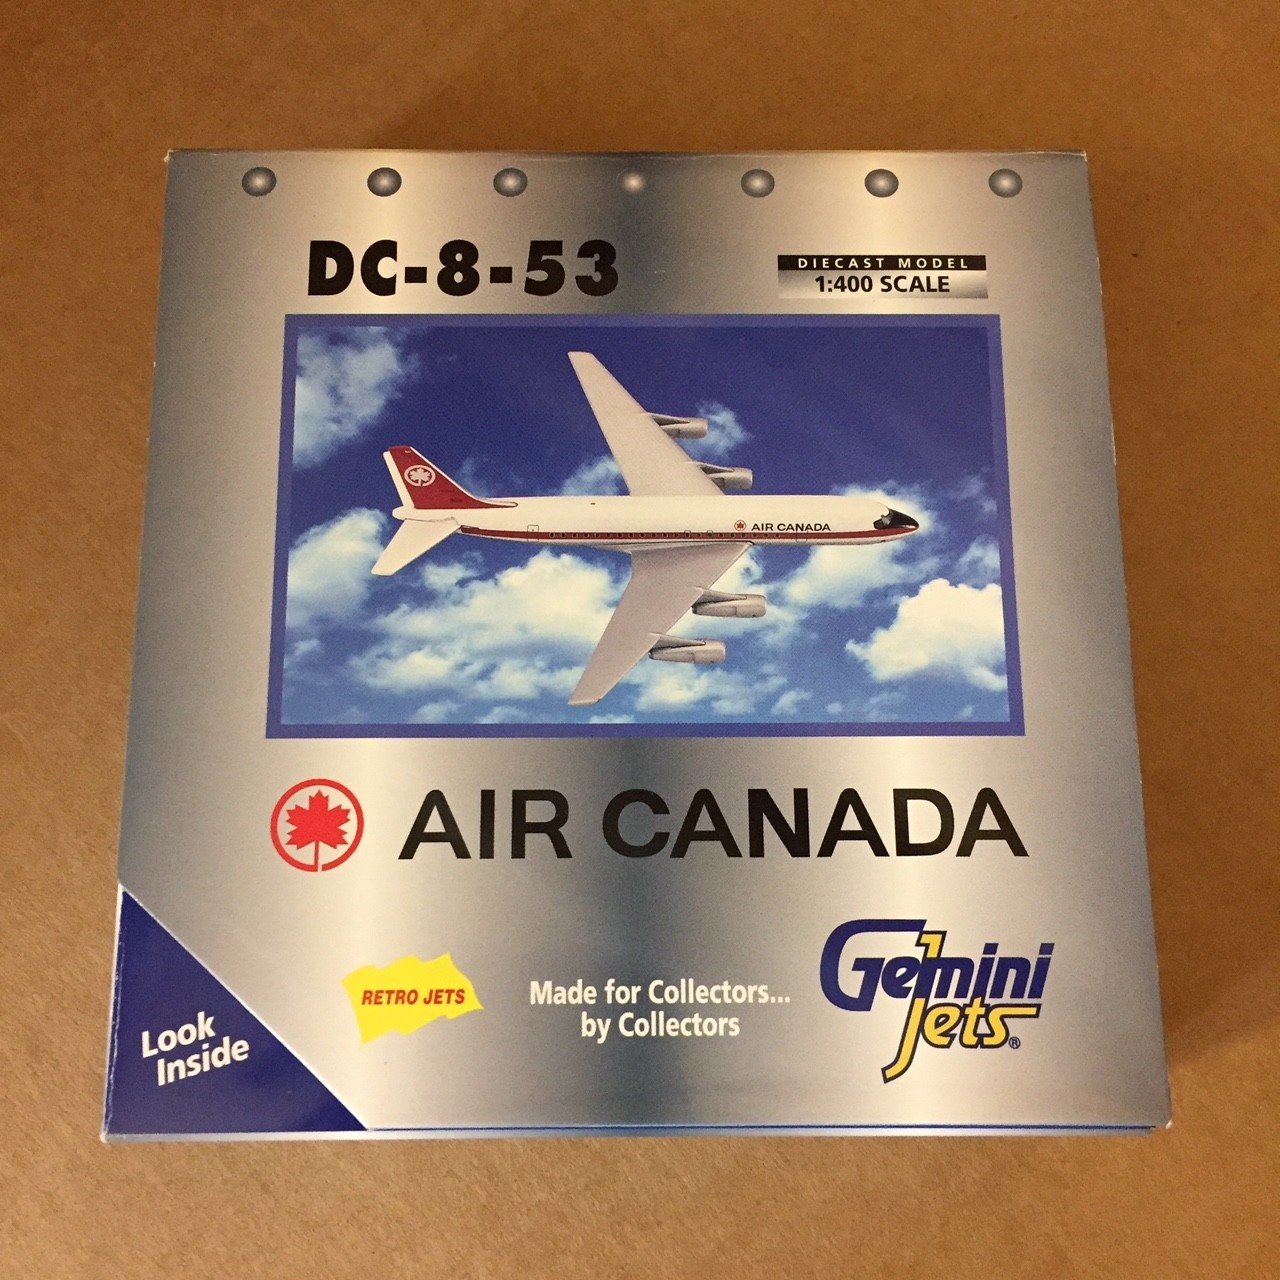 DC-8-53
DIECAST MODEL
1:400 SCALE
AIR CANADA
AIR CANADA
RETRO JETS
Made for Collectors...
by Collectors
Gemini
Jets®
Look
Inside